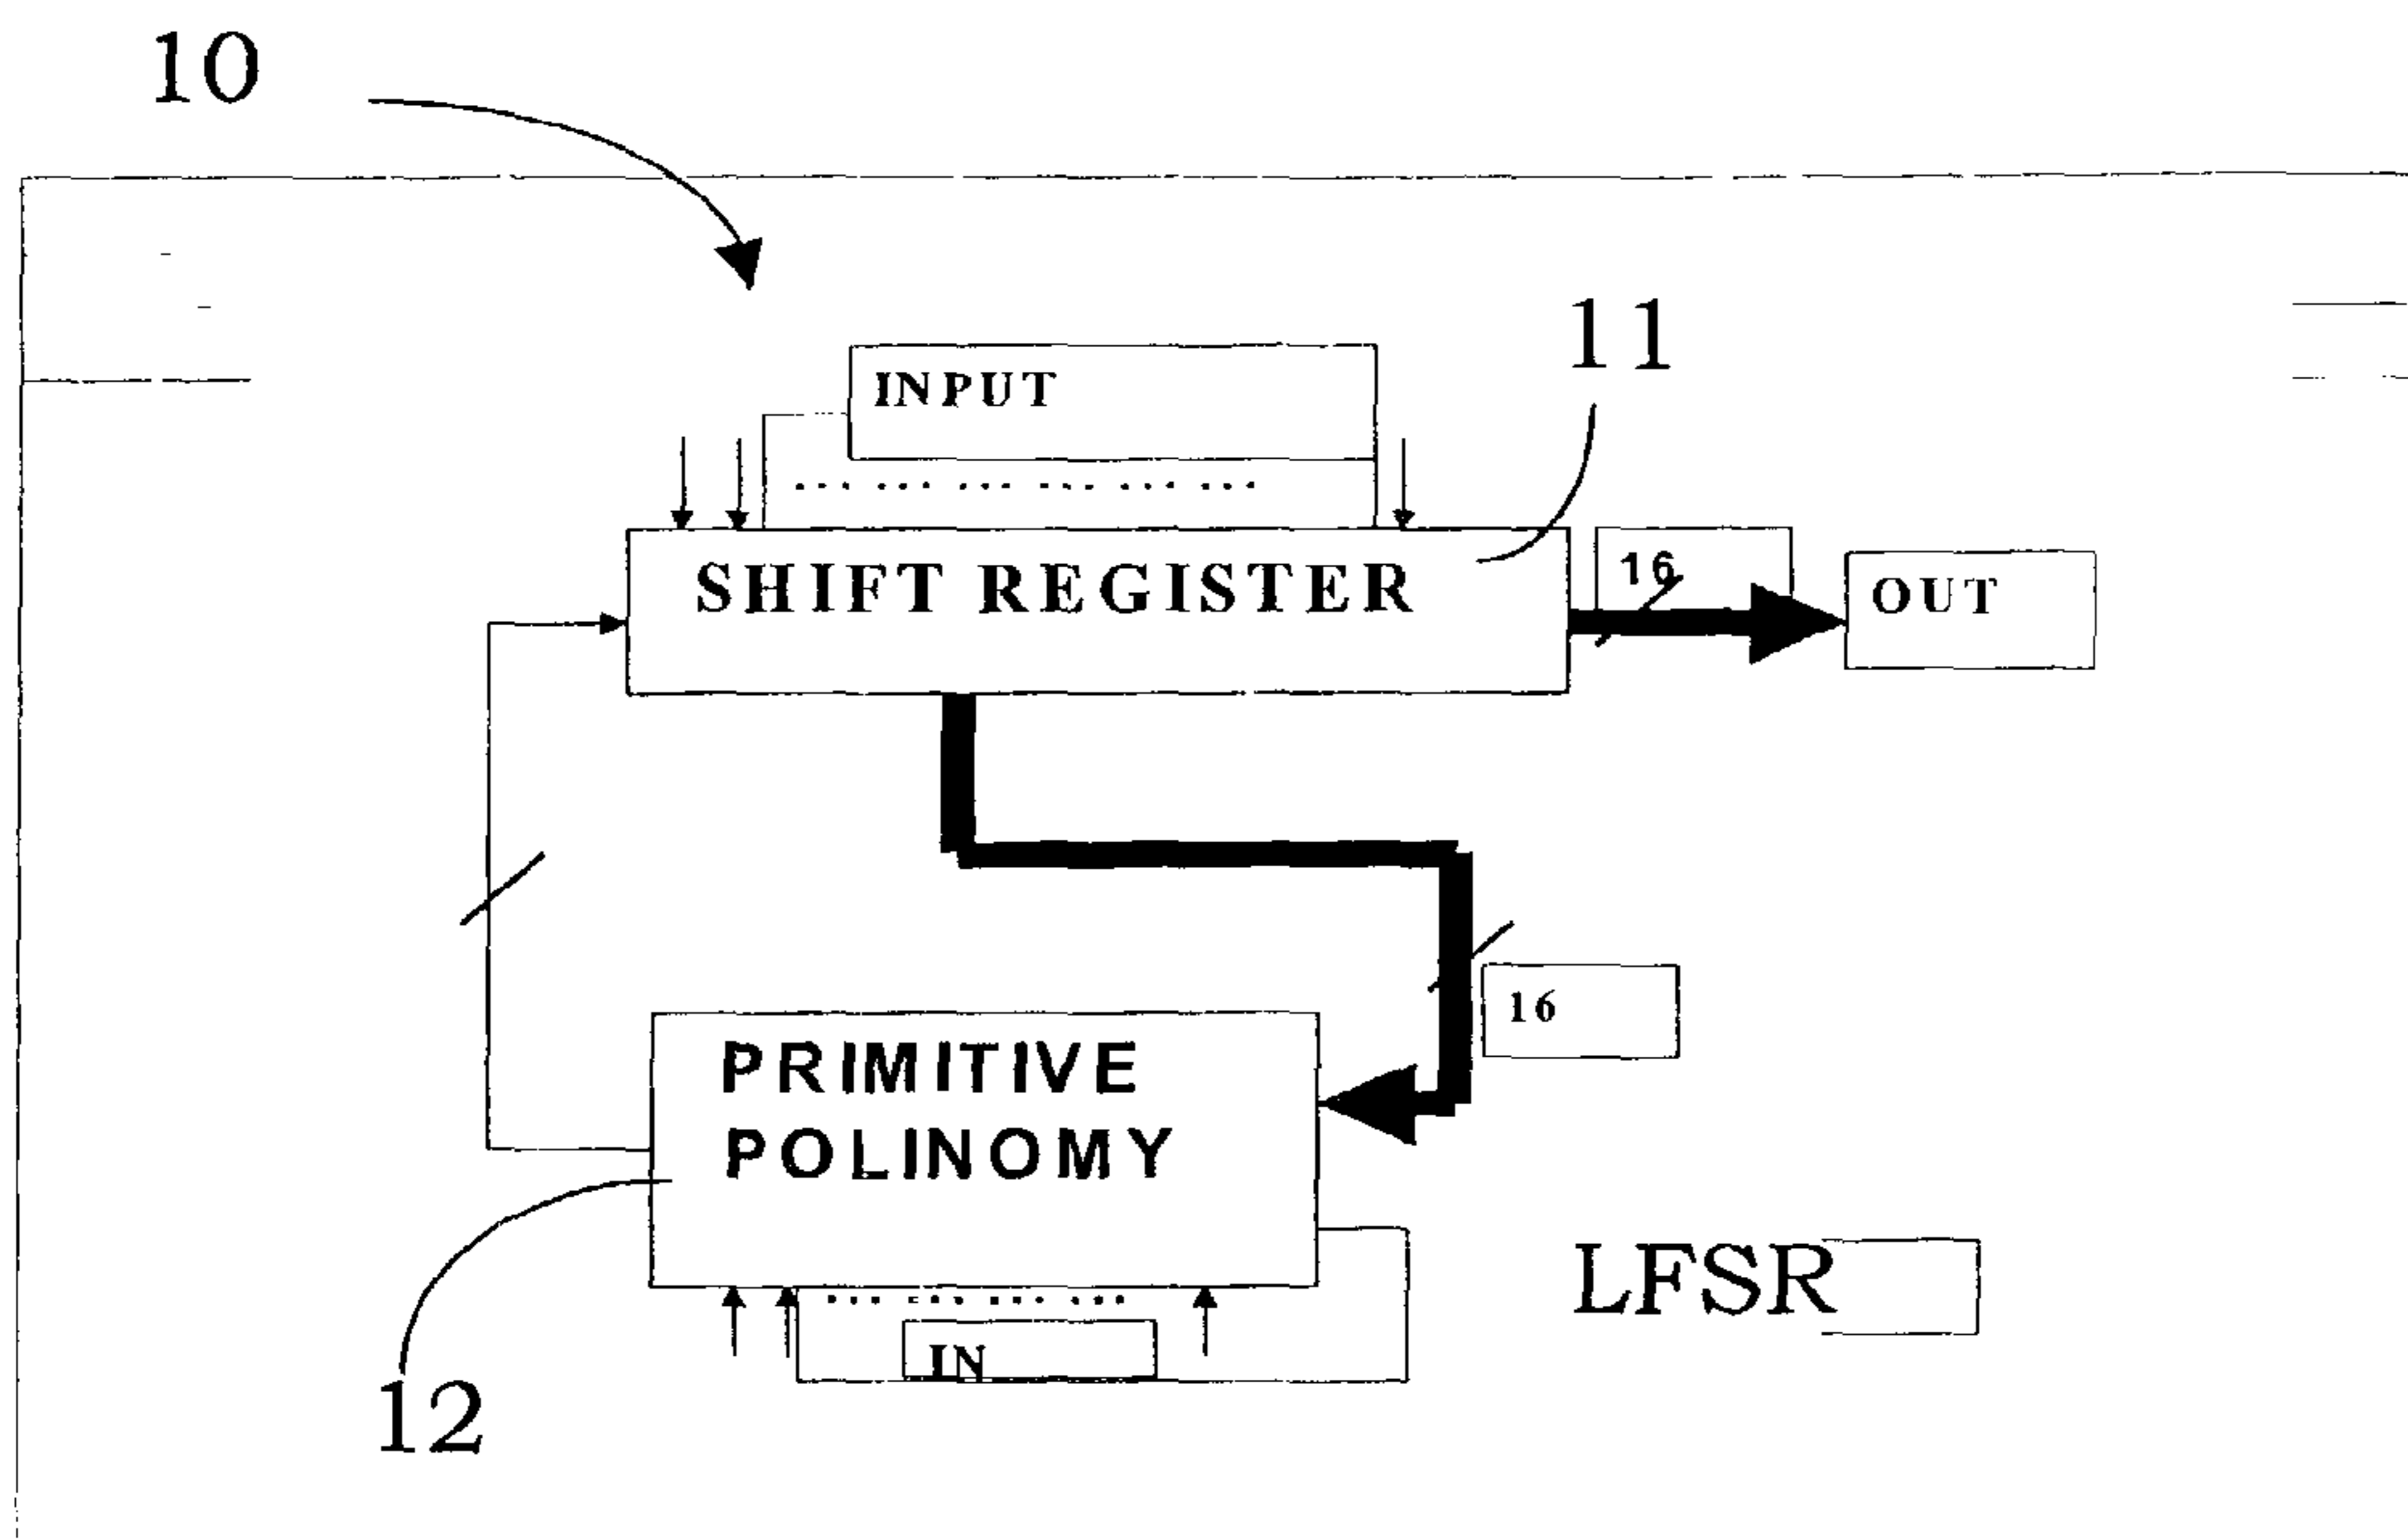 10
11
INPUT
SHIFT REGISTER
16
OUT
16
PRIMITIVE
POLINOMY
LFSR
IN
12